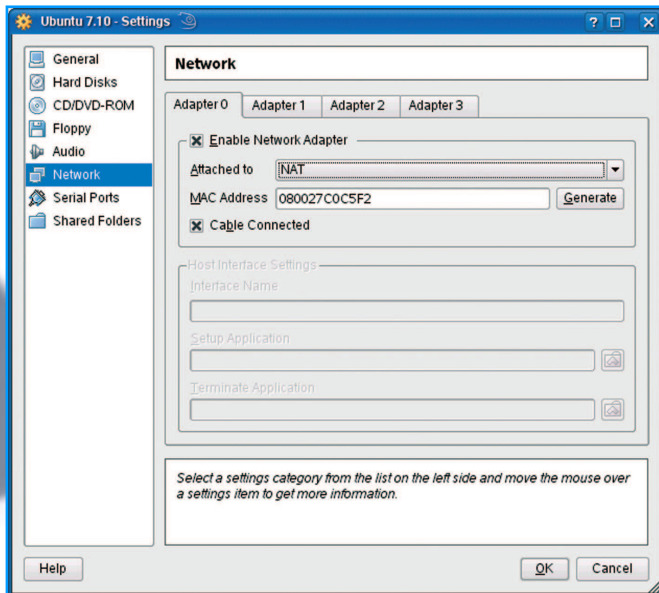 Ubuntu 7.10 - Settings
General
Hard Disks
CD/DVD-ROM
Floppy
Audio
Network
Serial Ports
Shared Folders
Network
Adapter 0 Adapter 1 Adapter 2 Adapter 3
Enable Network Adapter
Attached to NAT
MAC Address 080027C0C5F2 Generate
Cable Connected
Host Interface Settings
Interface Name
Setup Application
Terminate Application
Select a settings category from the list on the left side and move the mouse over
a settings item to get more information.
Help OK Cancel